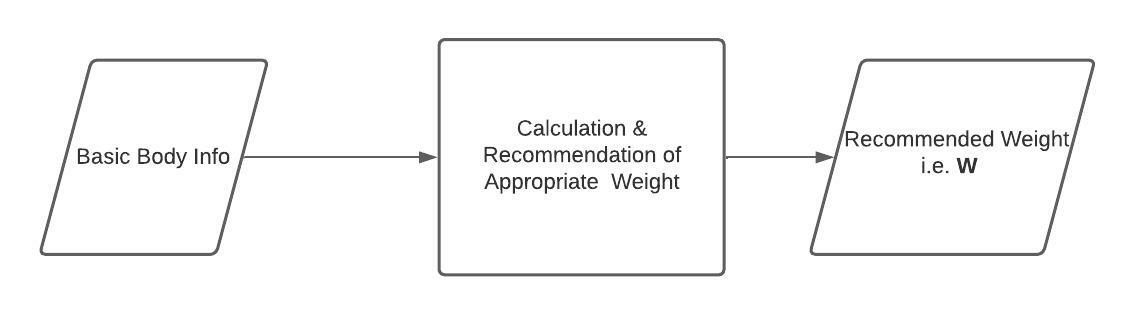 Basic Body Info
Calculation &
Recommendation of
Appropriate  Weight
Recommended Weight
i.e. W